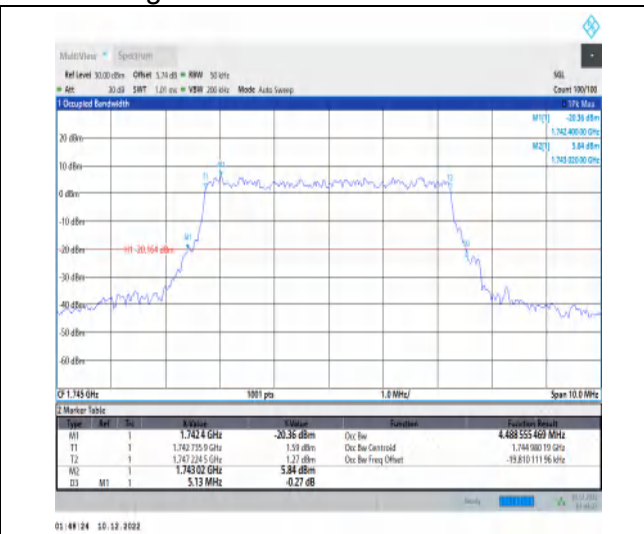 MultiView Spectrum
Ref Level 30.00 dBm Offset 5.74 dB RBW 50 kHz SGL
Att 30 dB SWT 1.01 ms VBW 200 kHz Mode Auto Sweep Count 100/100
1 Occupied Bandwidth 1Pk Max
M1[1] -20.36 dBm
1.742 400 00 GHz
M2[1] 5.84 dBm
1.743 020 00 GHz
20 dBm
10 dBm
M2
T1 T2
0 dBm
-10 dBm
M1
-20 dBm H1 -20.164 dBm
-30 dBm
-40 dBm
-50 dBm
-60 dBm
CF 1.745 GHz 1001 pts 1.0 MHz/ Span 10.0 MHz
2 Marker Table
Type Ref Trc X-Value Y-Value Function Function Result
M1 1 1.742 4 GHz -20.36 dBm Occ Bw 4.488 555 469 MHz
T1 1 1.742 735 9 GHz 1.59 dBm Occ Bw Centroid 1.744 980 19 GHz
T2 1 1.747 224 5 GHz 1.27 dBm Occ Bw Freq Offset -19.810 111 96 kHz
M2 1 1.743 02 GHz 5.84 dBm
D3 M1 1 5.13 MHz -0.27 dB
Ready
01:48:24 10.12.2022